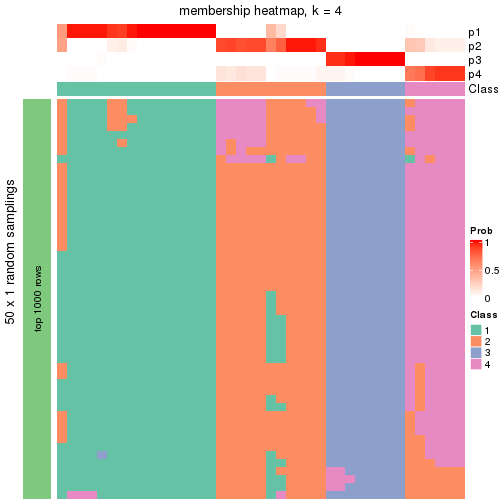 membership heatmap, k = 4
p1
p2
p3
p4
Class
50 x 1 random samplings
top 1000 rows
Prob
1
0.5
0
Class
1
2
3
4